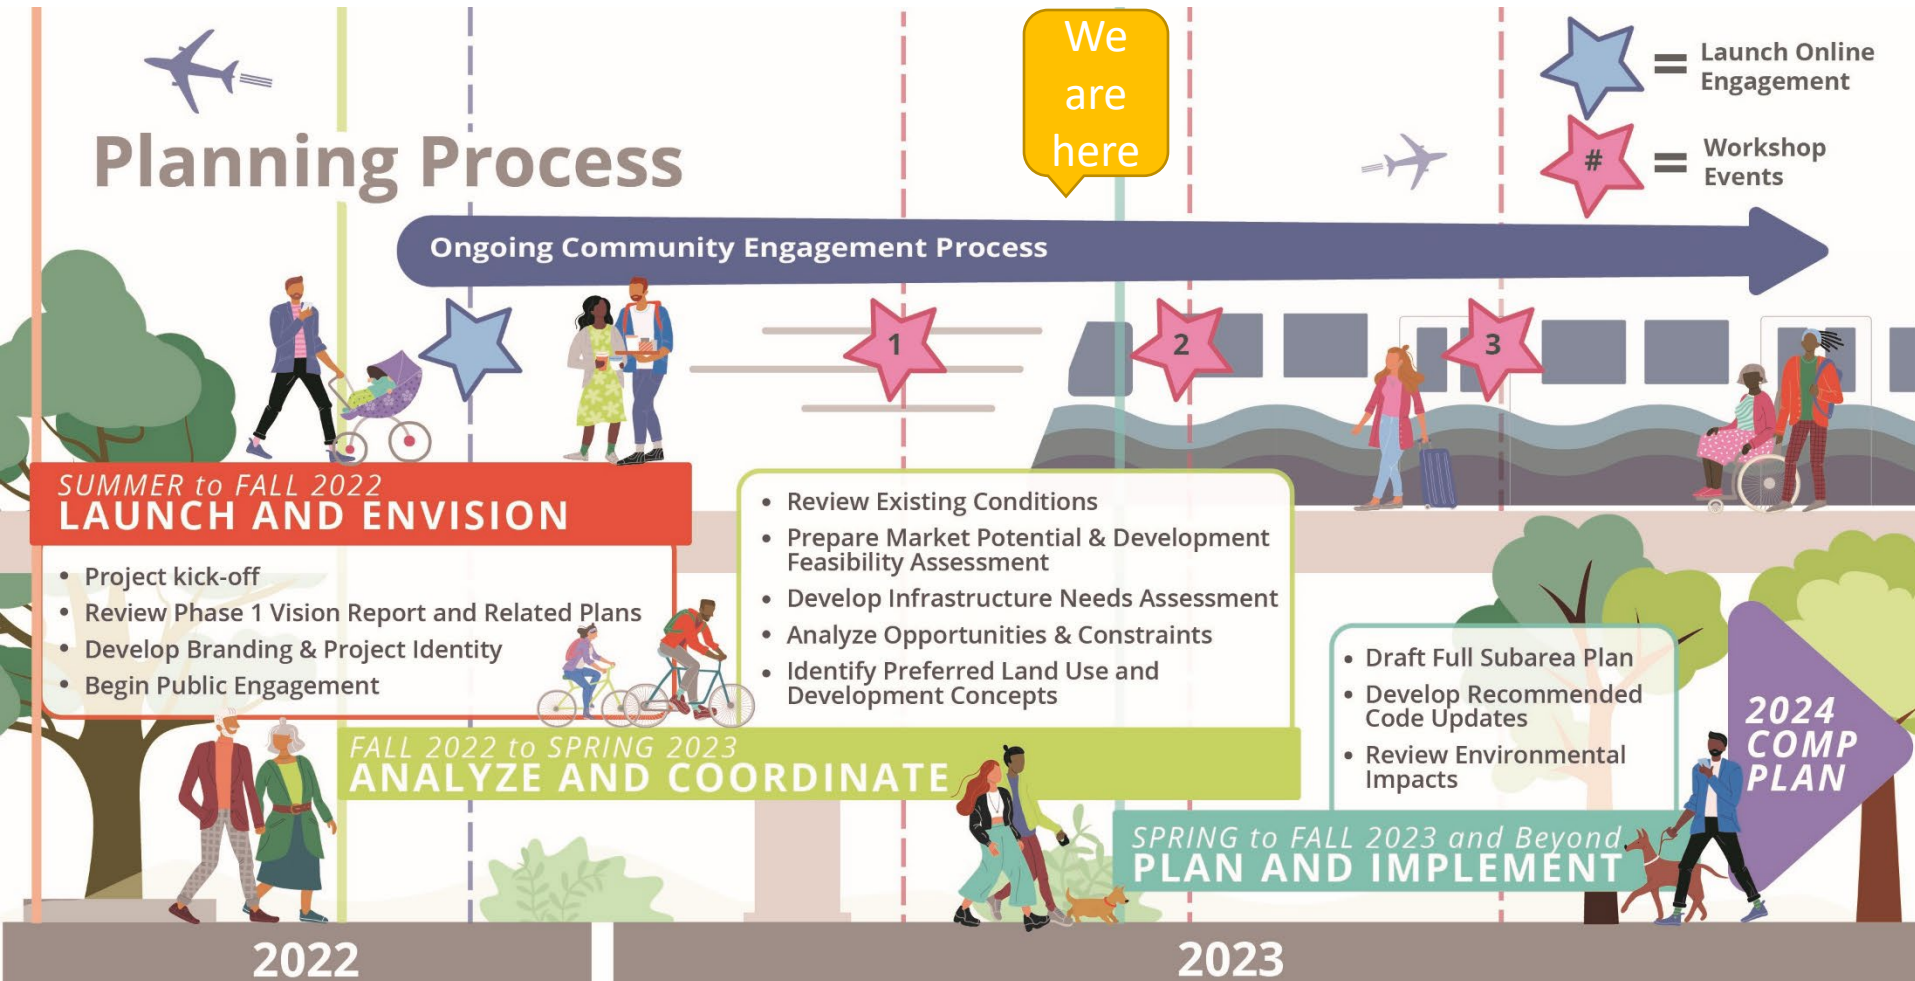 We
are
here
Launch Online
Engagement
#
Workshop
Events
Planning Process
Ongoing Community Engagement Process
1
2
3
SUMMER to FALL 2022
LAUNCH AND ENVISION
• Project kick-off
• Review Phase 1 Vision Report and Related Plans
• Develop Branding & Project Identity
• Begin Public Engagement
• Review Existing Conditions
• Prepare Market Potential & Development
Feasibility Assessment
• Develop Infrastructure Needs Assessment
• Analyze Opportunities & Constraints
• Identify Preferred Land Use and
Development Concepts
FALL 2022 to SPRING 2023
ANALYZE AND COORDINATE
• Draft Full Subarea Plan
• Develop Recommended
Code Updates
• Review Environmental
Impacts
SPRING to FALL 2023 and Beyond
PLAN AND IMPLEMENT
2024
COMP
PLAN
2022
2023